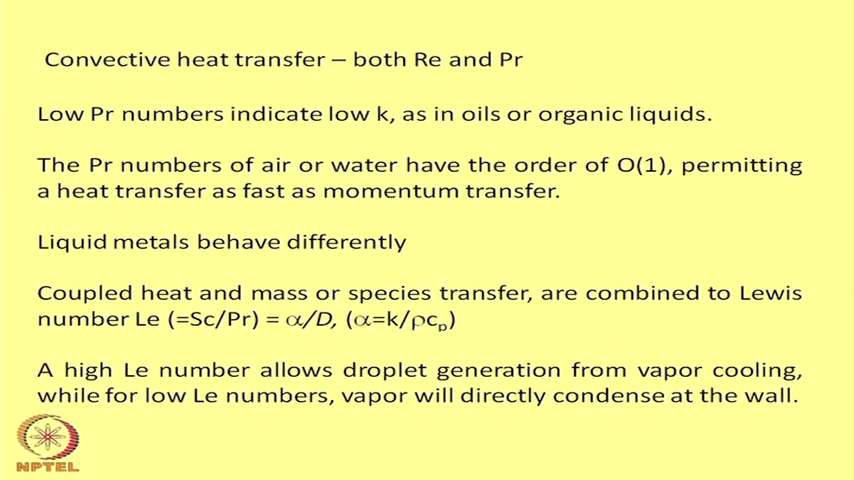 Convective heat transfer – both Re and Pr
Low Pr numbers indicate low k, as in oils or organic liquids.
The Pr numbers of air or water have the order of O(1), permitting
a heat transfer as fast as momentum transfer.
Liquid metals behave differently
Coupled heat and mass or species transfer, are combined to Lewis
number Le (=Sc/Pr) = α/D, (α=k/ρcp)
A high Le number allows droplet generation from vapor cooling,
while for low Le numbers, vapor will directly condense at the wall.
NPTEL